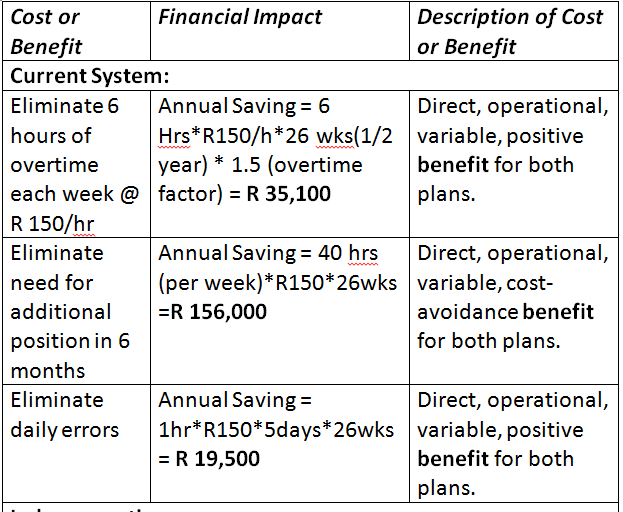 Cost or Benefit
Financial Impact
Description of Cost or Benefit
Current System:
Eliminate 6
hours of
overtime
each week @
R 150/hr
Annual Saving = 6
Hrs*R150/h*26 wks(1/2
year) * 1.5 (overtime
factor) = R 35,100
Direct, operational,
variable, positive
benefit for both
plans.
Eliminate
need for
additional
position in 6
months
Annual Saving = 40 hrs
(per week)*R150*26wks
=R 156,000
Direct, operational,
variable, cost-
avoidance benefit
for both plans.
Eliminate
daily errors
Annual Saving =
1hr*R150*5days*26wks
= R 19,500
Direct, operational,
variable, positive
benefit for both
plans.